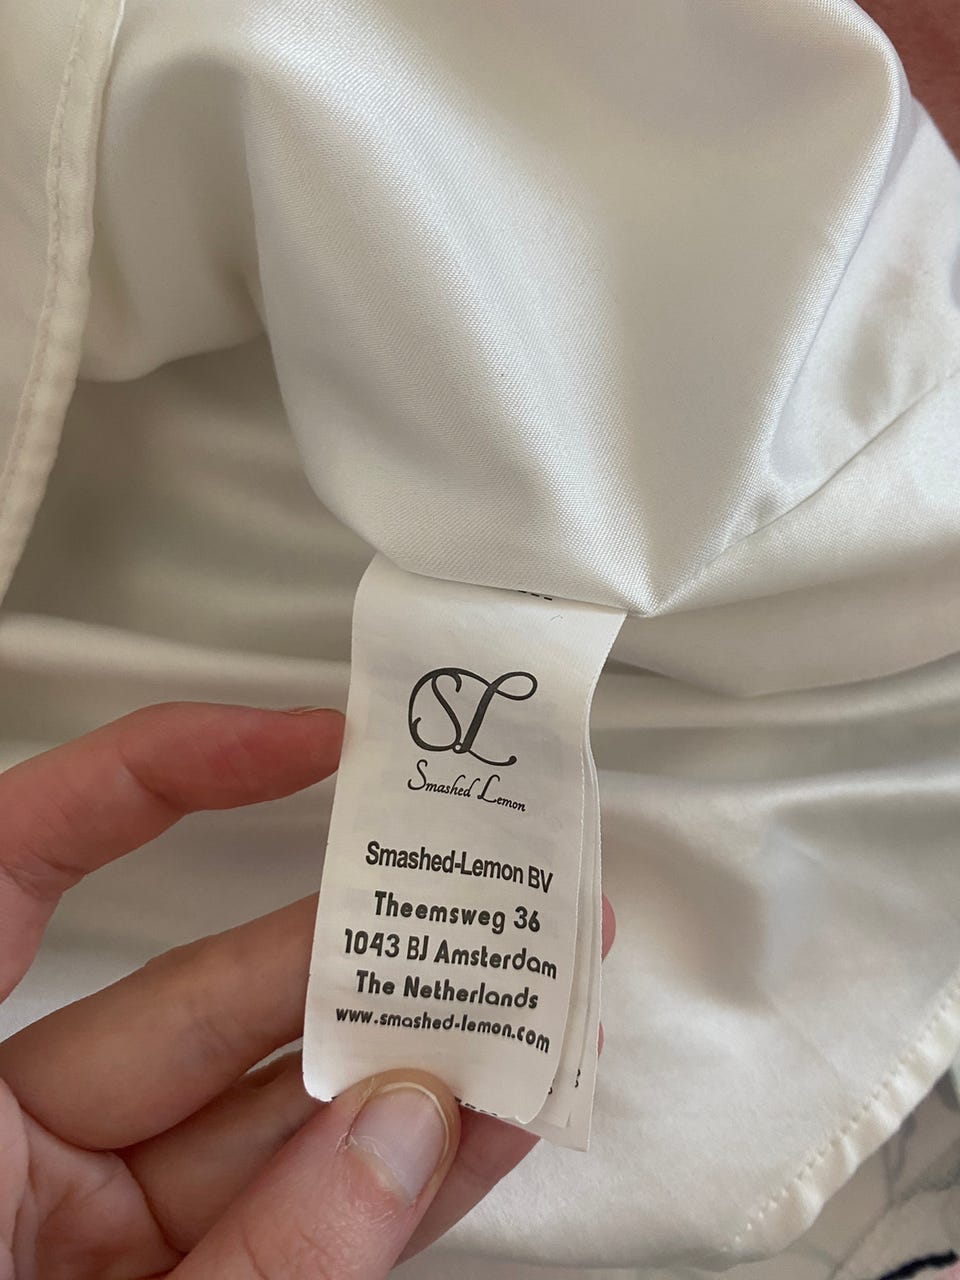 SL
Smashed Lemon
Smashed-Lemon BV
Theemsweg 36
1043 BJ Amsterdam
The Netherlands
www.smashed-lemon.com